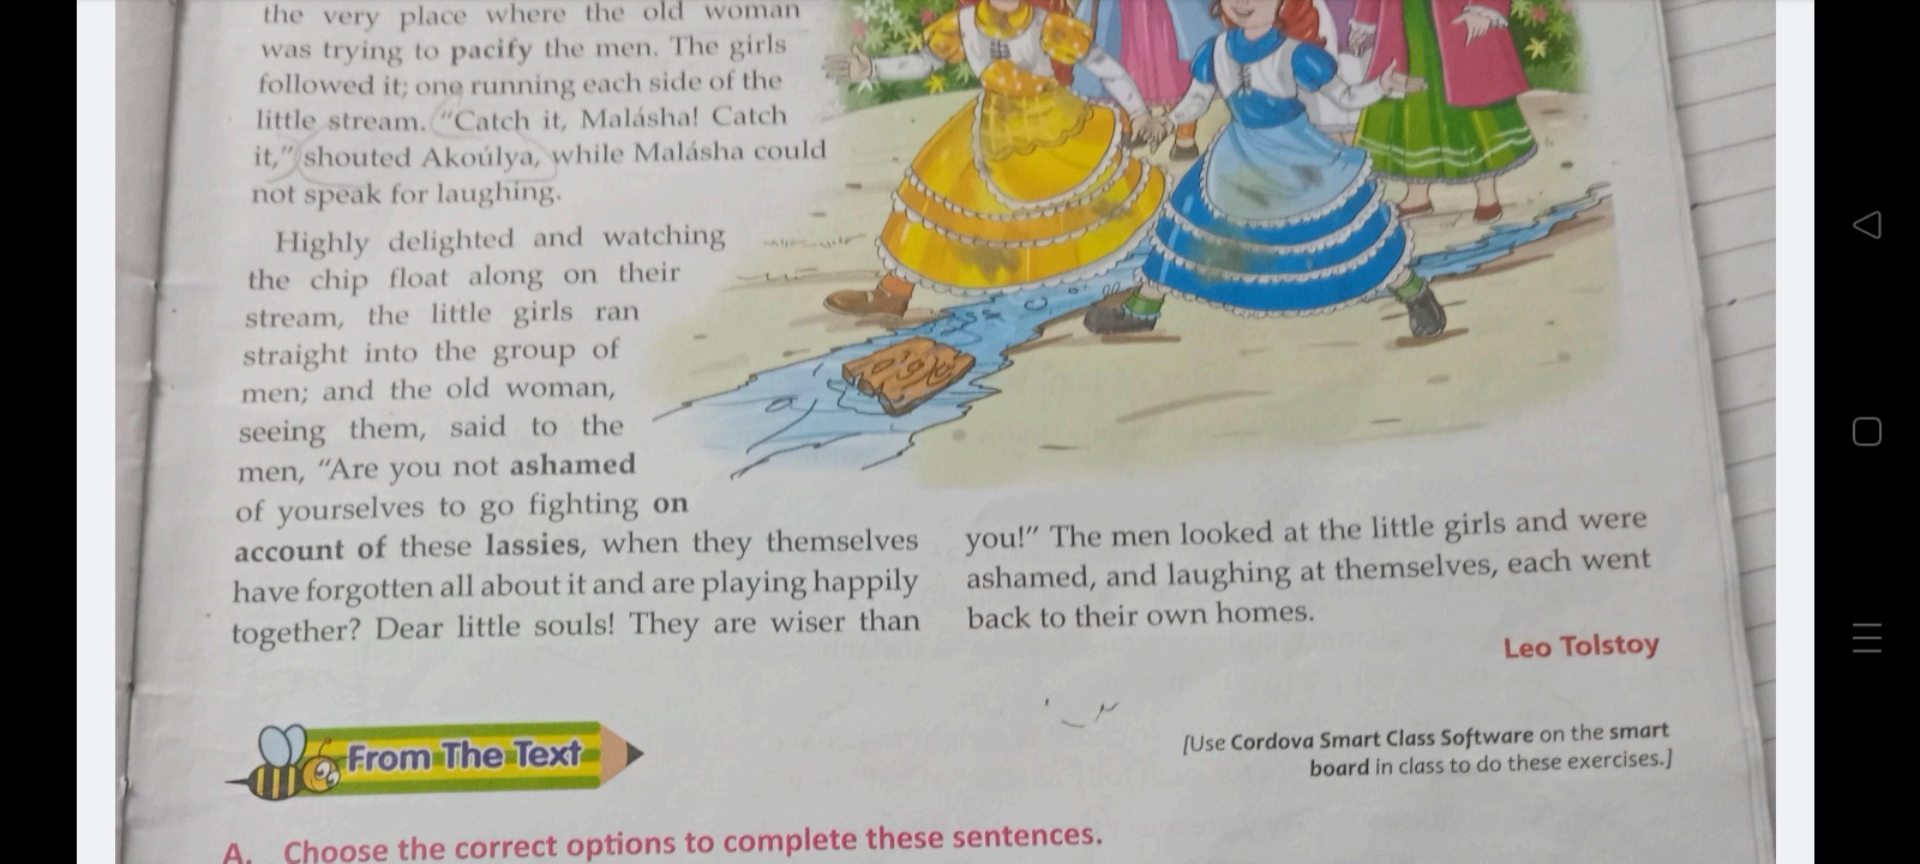 the very place where the old woman
was trying to pacify the men. The girls
followed it; one running each side of the
little stream. "Catch it, Malásha! Catch
it," shouted Akoúlya, while Malásha could
not speak for laughing.
Highly delighted and watching
the chip float along on their
stream, the little girls ran
straight into the group of
men; and the old woman,
seeing them, said to the
men, "Are you not ashamed
of yourselves to go fighting on
account of these lassies, when they themselves
have forgotten all about it and are playing happily
together? Dear little souls! They are wiser than
you!" The men looked at the little girls and were
ashamed, and laughing at themselves, each went
back to their own homes.
Leo Tolstoy
From The Text
[Use Cordova Smart Class Software on the smart
board in class to do these exercises.]
A. Choose the correct options to complete these sentences.